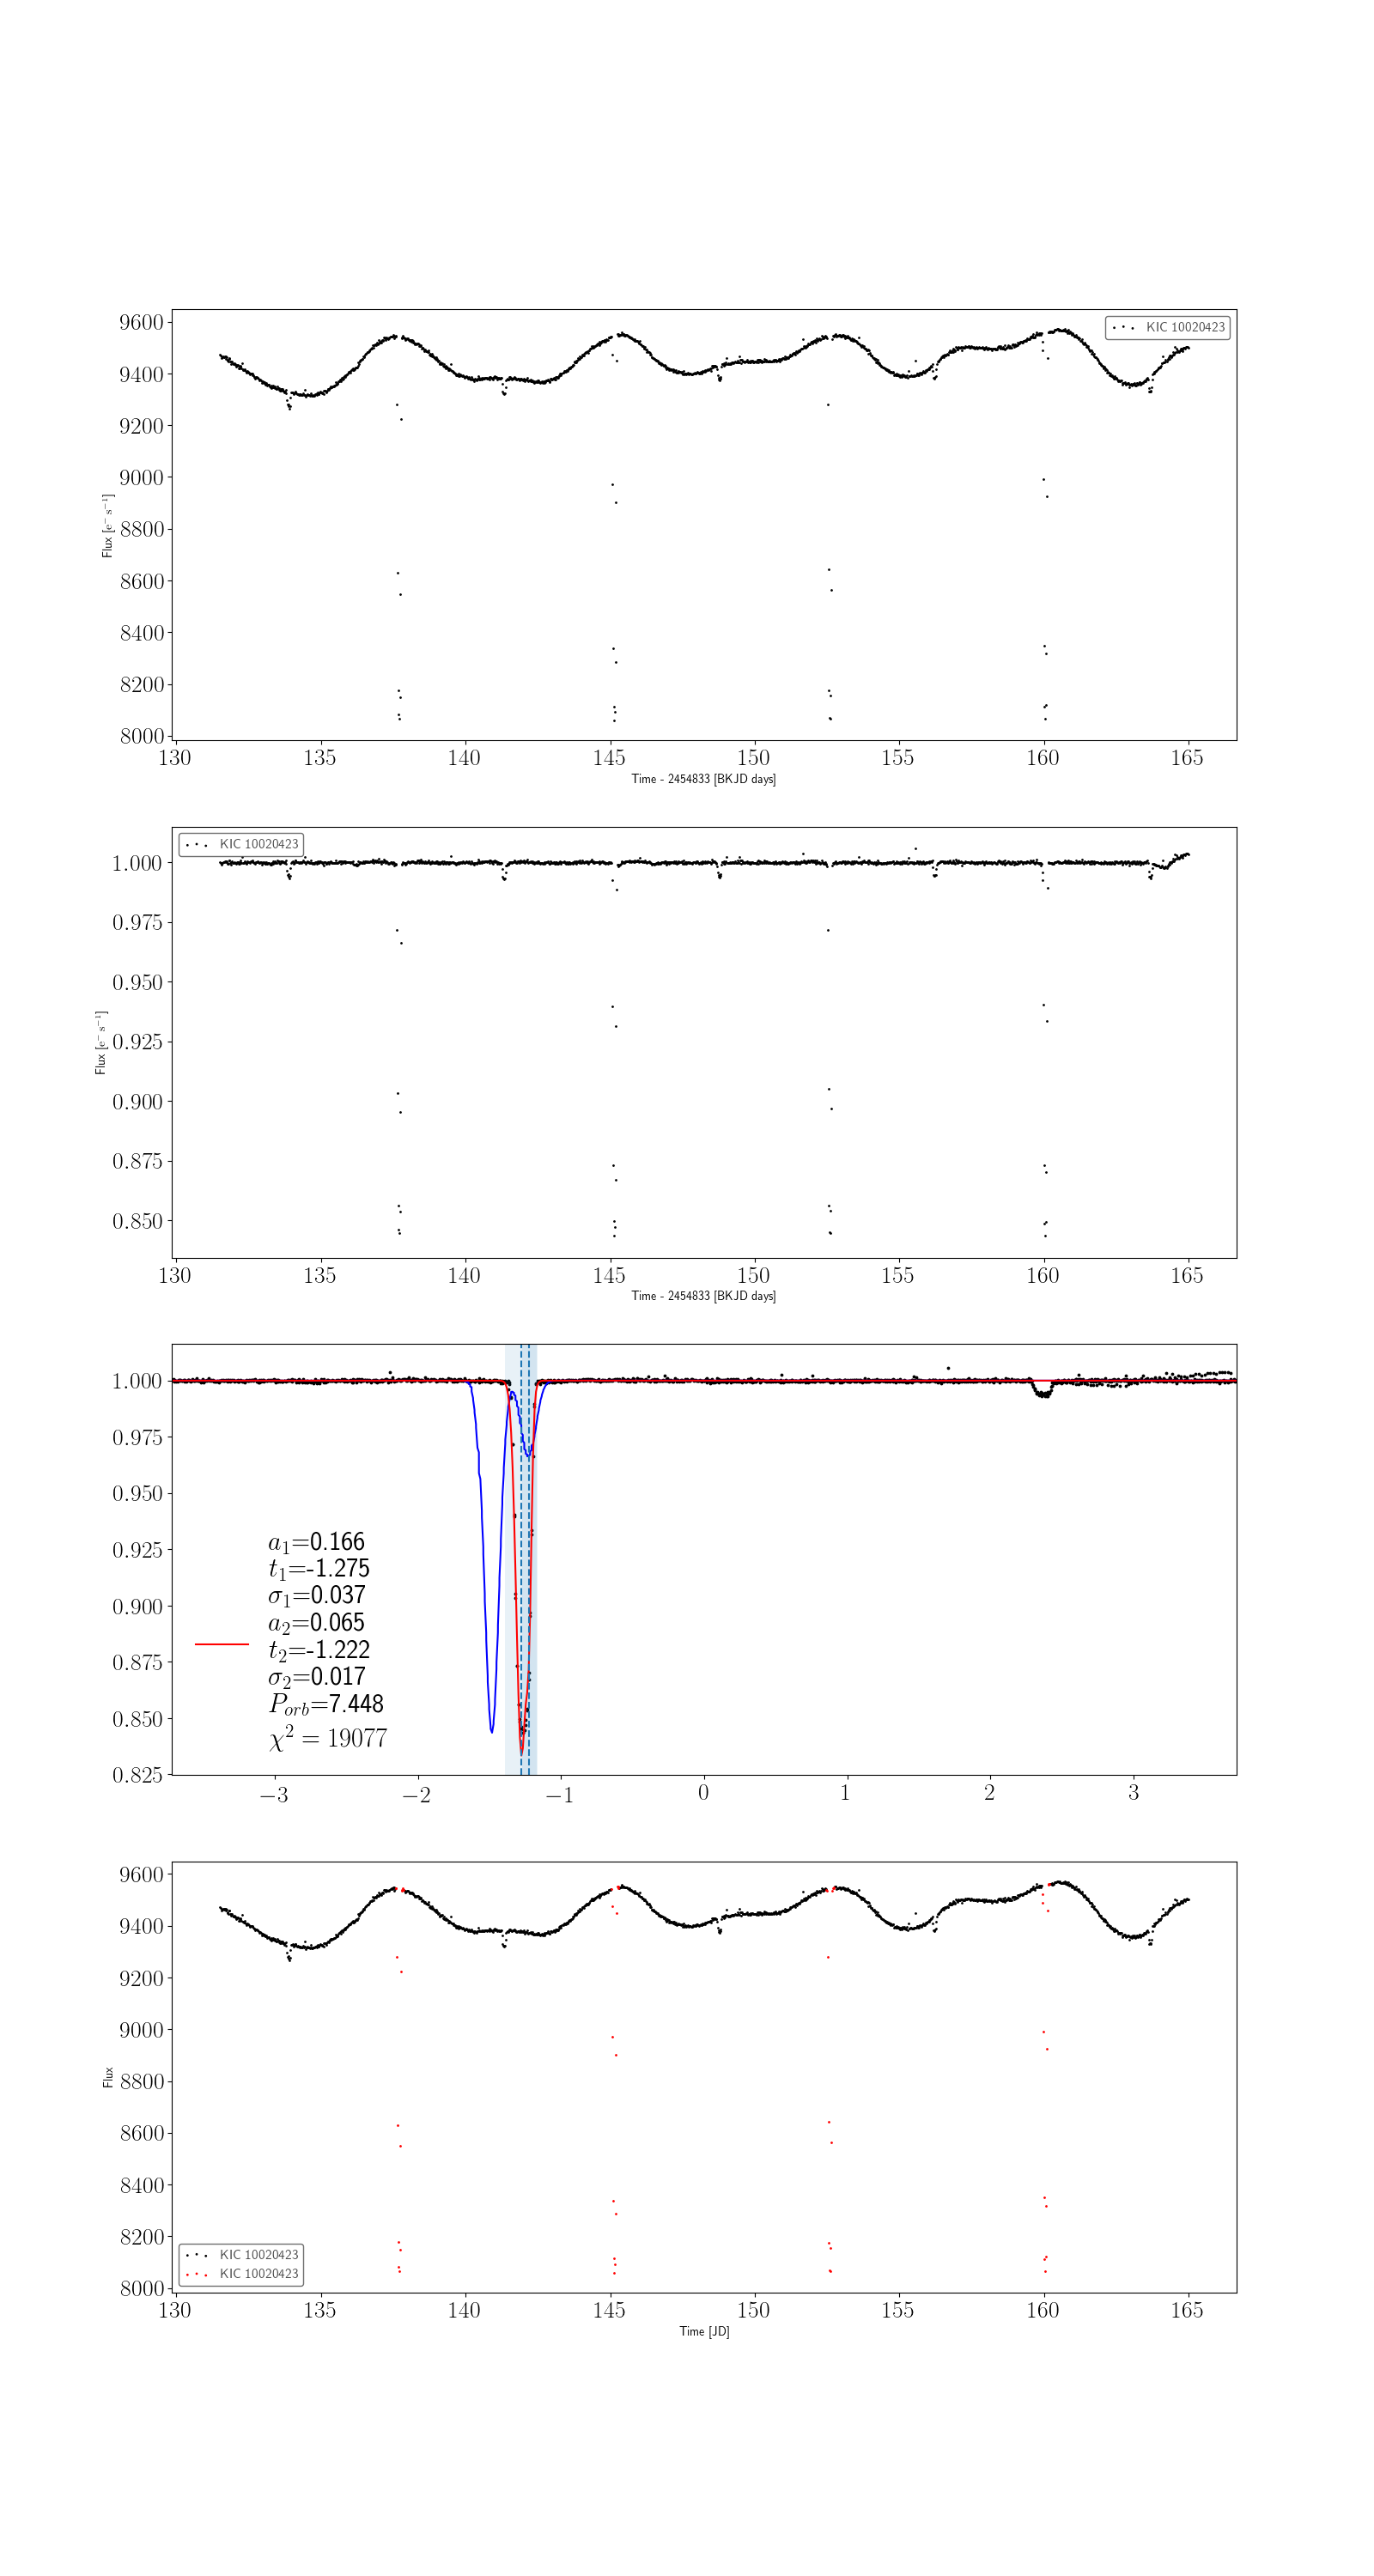 9600
9400
9200
9000
8800
8600
8400
8200
8000
Flux [e− s−1]
KIC 10020423
130 135 140 145 150 155 160 165
Time - 2454833 [BKJD days]
KIC 10020423
1.000
0.975
0.950
0.925
0.900
0.875
0.850
Flux [e− s−1]
130 135 140 145 150 155 160 165
Time - 2454833 [BKJD days]
1.000
0.975
0.950
0.925
0.900
0.875
0.850
0.825
a1=0.166
t1=-1.275
σ1=0.037
a2=0.065
t2=-1.222
σ2=0.017
Porb=7.448
χ2 = 19077
−3 −2 −1 0 1 2 3
9600
9400
9200
9000
8800
8600
8400
8200
8000
Flux
KIC 10020423
KIC 10020423
130 135 140 145 150 155 160 165
Time [JD]